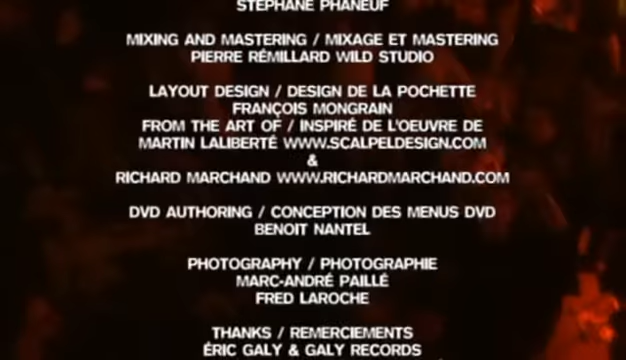 STÉPHANE PHANEUF
MIXING AND MASTERING / MIXAGE ET MASTERING
PIERRE RÉMILLARD WILD STUDIO
LAYOUT DESIGN / DESIGN DE LA POCHETTE
FRANÇOIS MONGRAIN
FROM THE ART OF / INSPIRÉ DE L'OEUVRE DE
MARTIN LALIBERTÉ WWW.SCALPELDESIGN.COM
&
RICHARD MARCHAND WWW.RICHARDMARCHAND.COM
DVD AUTHORING / CONCEPTION DES MENUS DVD
BENOIT NANTEL
PHOTOGRAPHY / PHOTOGRAPHIE
MARC-ANDRÉ PAILLÉ
FRED LAROCHE
THANKS / REMERCIEMENTS
ÉRIC GALY & GALY RECORDS